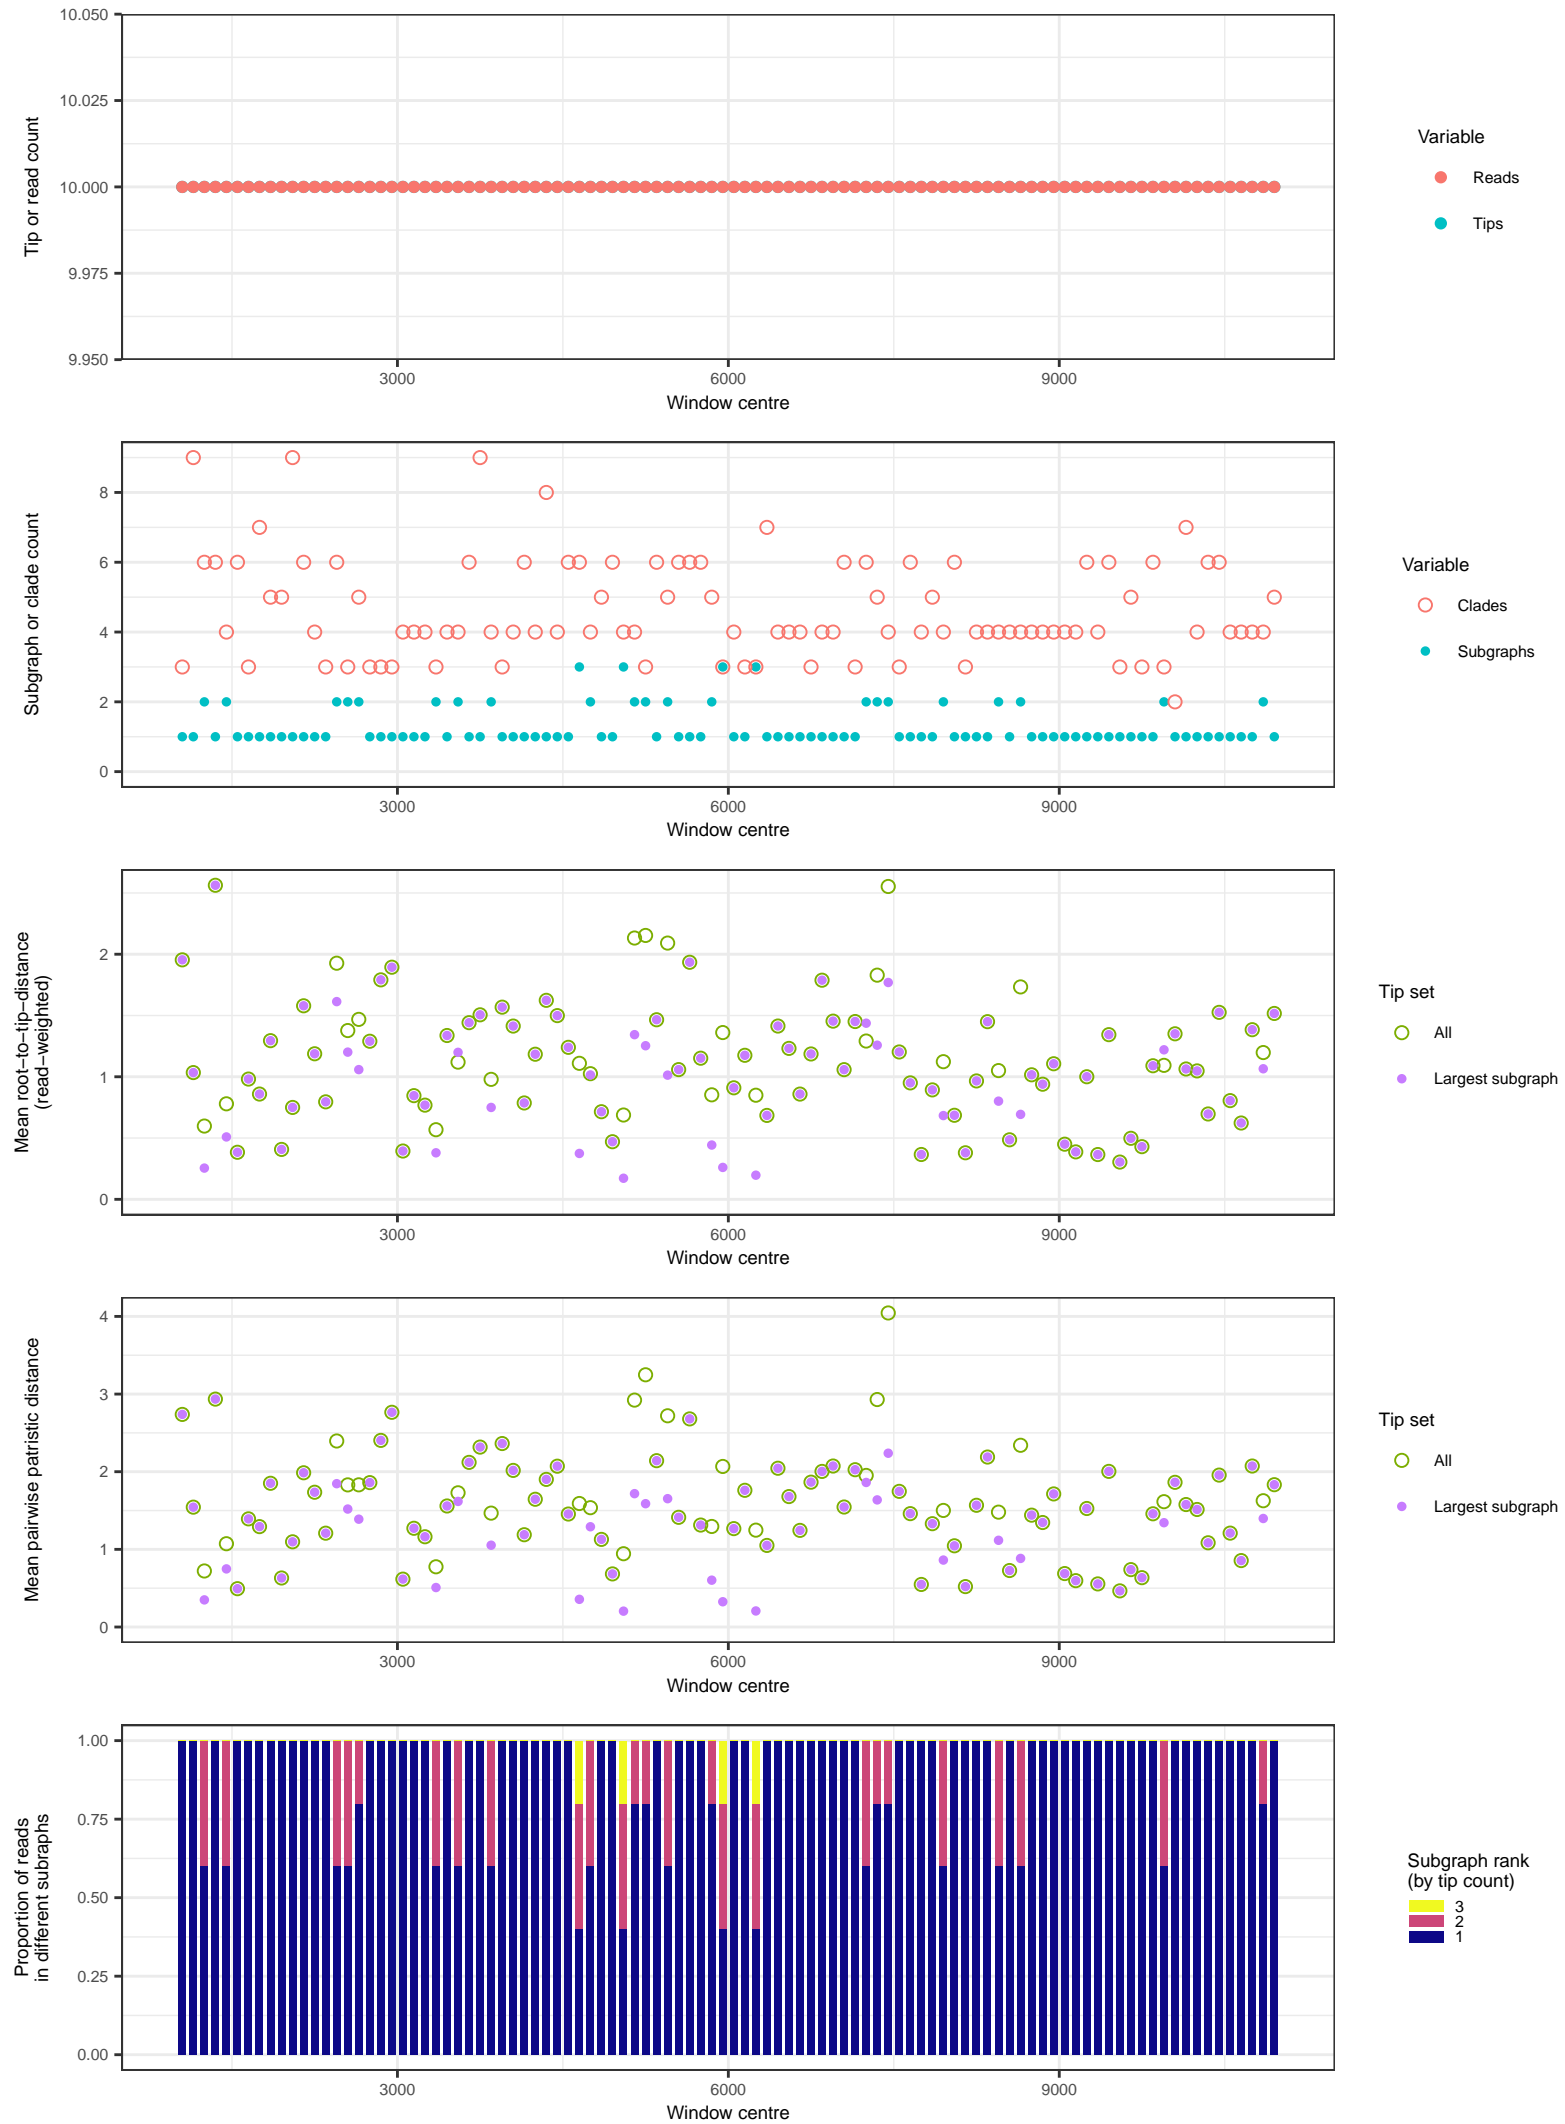 10.050
10.025
10.000
9.975
9.950
Tip or read count
3000
6000
9000
Window centre
Variable
Reads
Tips
8
6
4
2
0
Subgraph or clade count
3000
6000
9000
Window centre
Variable
Clades
Subgraphs
2
1
0
Mean root−to−tip−distance
(read−weighted)
3000
6000
9000
Window centre
Tip set
All
Largest subgraph
4
3
2
1
0
Mean pairwise patristic distance
3000
6000
9000
Window centre
Tip set
All
Largest subgraph
1.00
0.75
0.50
0.25
0.00
Proportion of reads
in different subraphs
3000
6000
9000
Window centre
Subgraph rank
(by tip count)
3
2
1